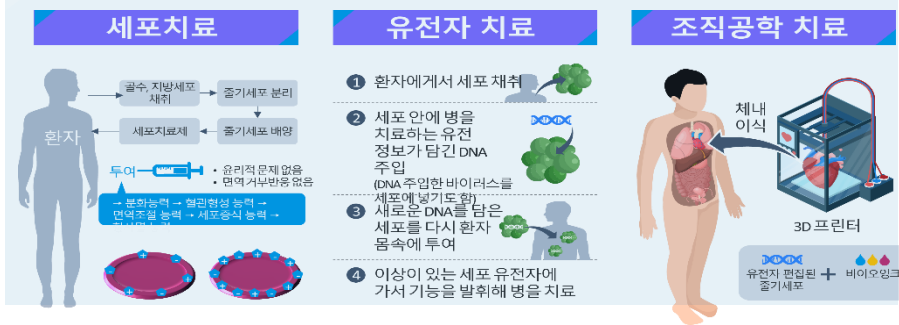 세포치료
환자
골수, 지방세포
채취
줄기세포 분리
줄기세포 배양
세포치료제
투여
• 윤리적 문제 없음
• 면역 거부반응 없음
→ 분화능력 → 혈관형성 능력 →
면역조절 능력 → 세포증식 능력 →
유전자 치료
1 환자에게서 세포 채취
2 세포 안에 병을
치료하는 유전
정보가 담긴 DNA
주입
(DNA 주입한 바이러스를
세포에 넣기도 함)
3 새로운 DNA를 담은
세포를 다시 환자
몸속에 투여
4 이상이 있는 세포 유전자에
가서 기능을 발휘해 병을 치료
조직공학 치료
체내
이식
3D 프린터
유전자 편집된
줄기세포
+
바이오잉크